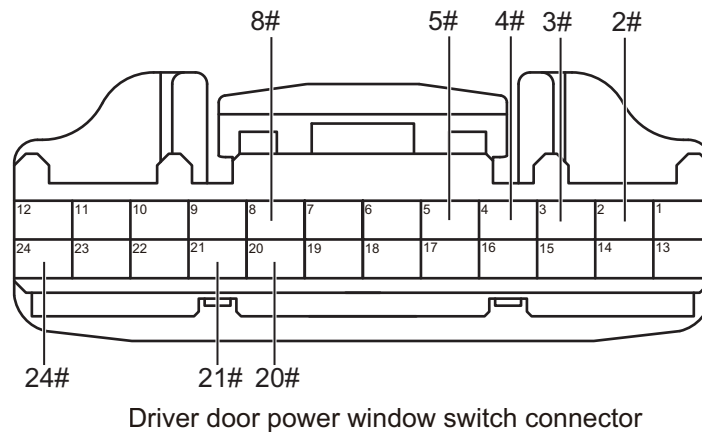 8# 5# 4# 3# 2#
12 11 10 9 8 7 6 5 4 3 2 1
24 23 22 21 20 19 18 17 16 15 14 13
24# 21# 20#
Driver door power window switch connector